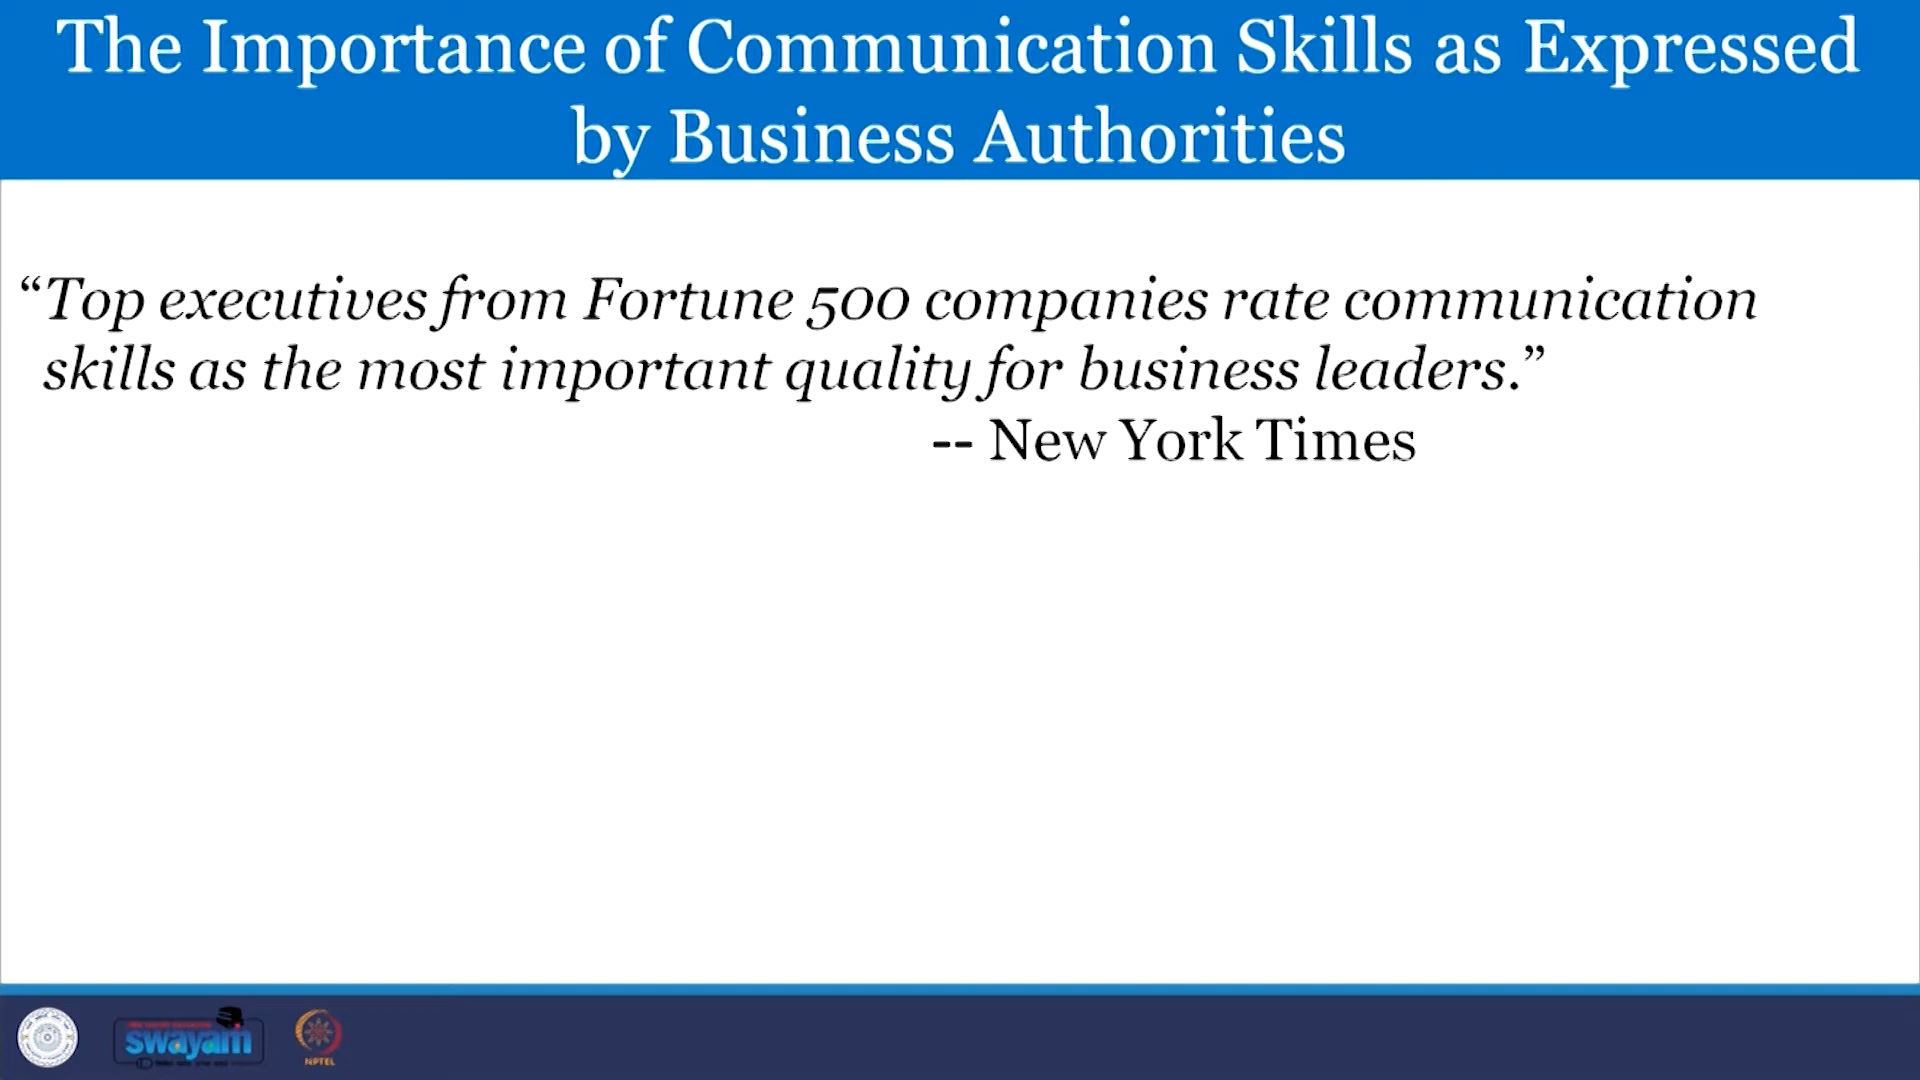 The Importance of Communication Skills as Expressed
by Business Authorities
“Top executives from Fortune 500 companies rate communication
skills as the most important quality for business leaders.”
-- New York Times
swayam
NPTEL